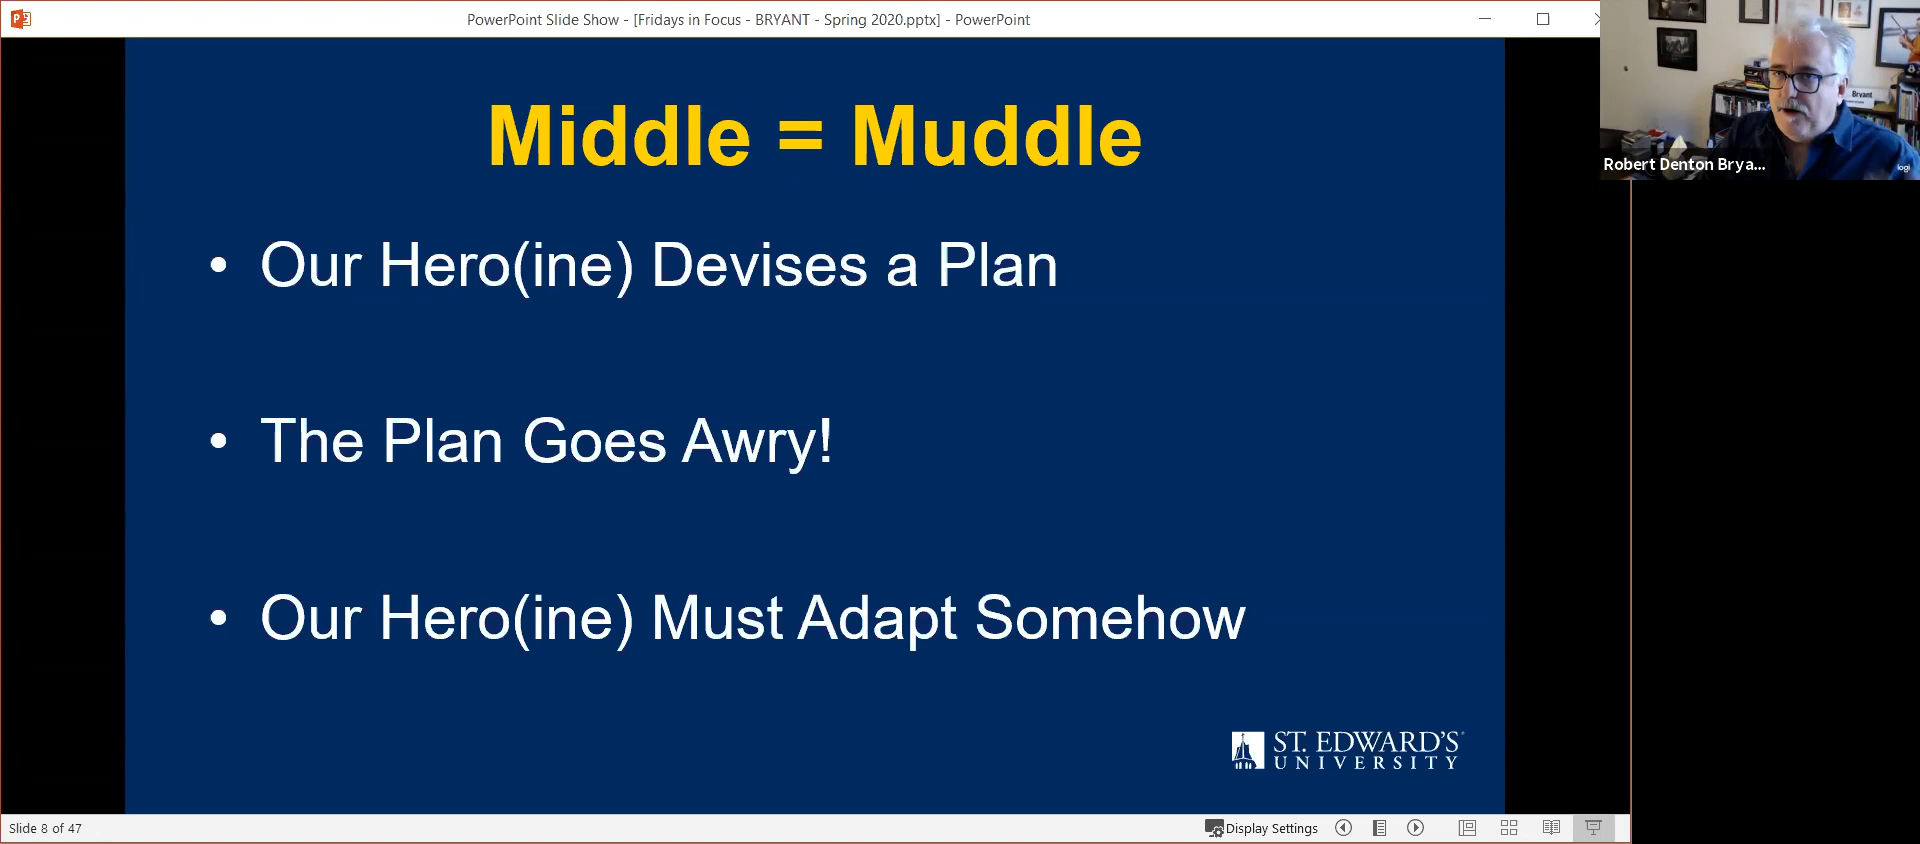 PowerPoint Slide Show - [Fridays in Focus - BRYANT - Spring 2020.pptx] - PowerPoint
Bryant
Robert Denton Brya...
logi
Middle = Muddle
• Our Hero(ine) Devises a Plan
• The Plan Goes Awry!
• Our Hero(ine) Must Adapt Somehow
ST. EDWARD'S
UNIVERSITY
Slide 8 of 47
Display Settings